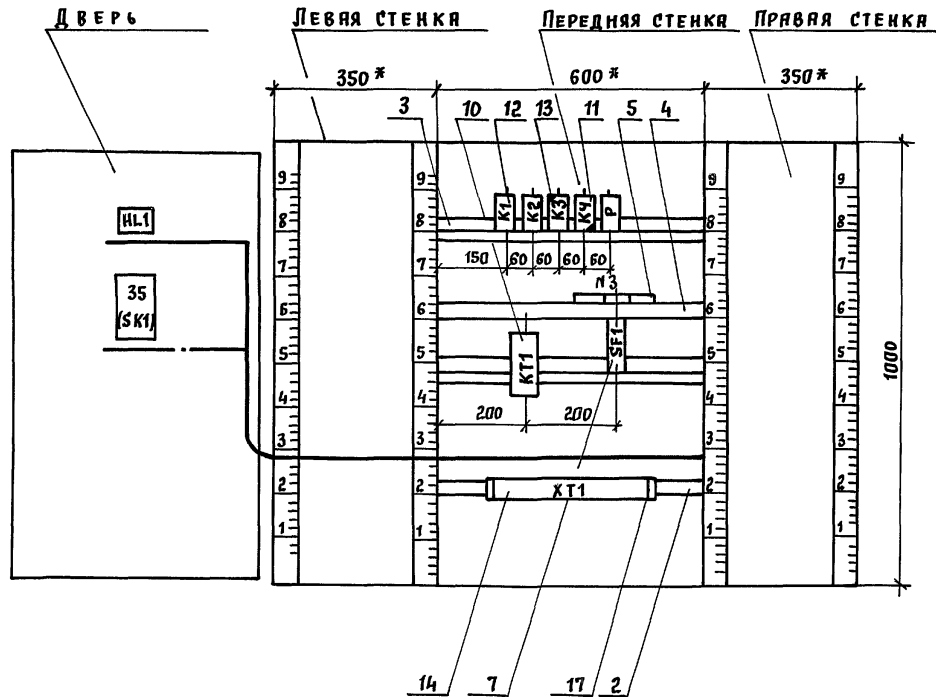 Дверь Левая стенка Передняя стенка Правая стенка
350* 600* 350*
3 10 12 13 11 5 4
9 9 9 9
K1 K2 K3 K4 P
HL1
8 8 8 8
150 60 60 60 60
7 7 7 7
N3
35
(SK1)
6 6 6 6
SF1
KT1
5 5 5 5
1000
4 4 4 4
200 200
3 3 3 3
XT1
2 2 2 2
1 1 1 1
14 7 17 2